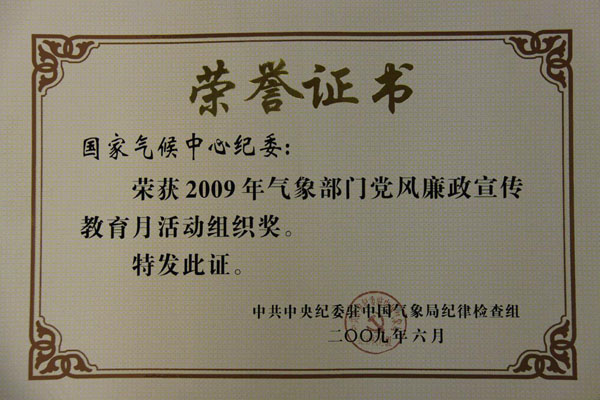 荣誉证书
国家气候中心纪委:
荣获2009年气象部门党风廉政宣传
教育月活动组织奖。
特发此证。
中共中央纪委驻中国气象局纪律检查组
二〇〇九年六月